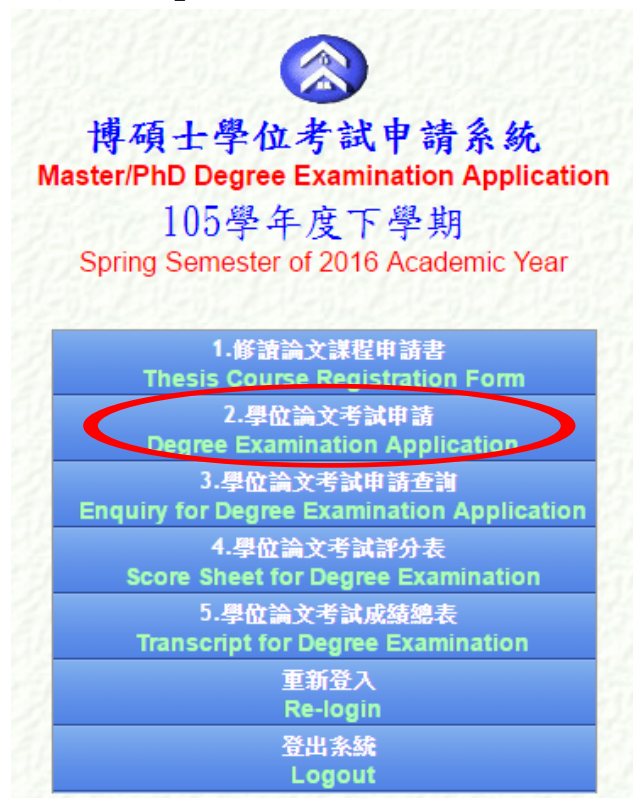 博碩士學位考試申請系統
Master/PhD Degree Examination Application
105學年度下學期
Spring Semester of 2016 Academic Year
1.修讀論文課程申請書
Thesis Course Registration Form
2.學位論文考試申請
Degree Examination Application
3.學位論文考試申請查詢
Enquiry for Degree Examination Application
4.學位論文考試評分表
Score Sheet for Degree Examination
5.學位論文考試成績總表
Transcript for Degree Examination
重新登入
Re-login
登出系統
Logout